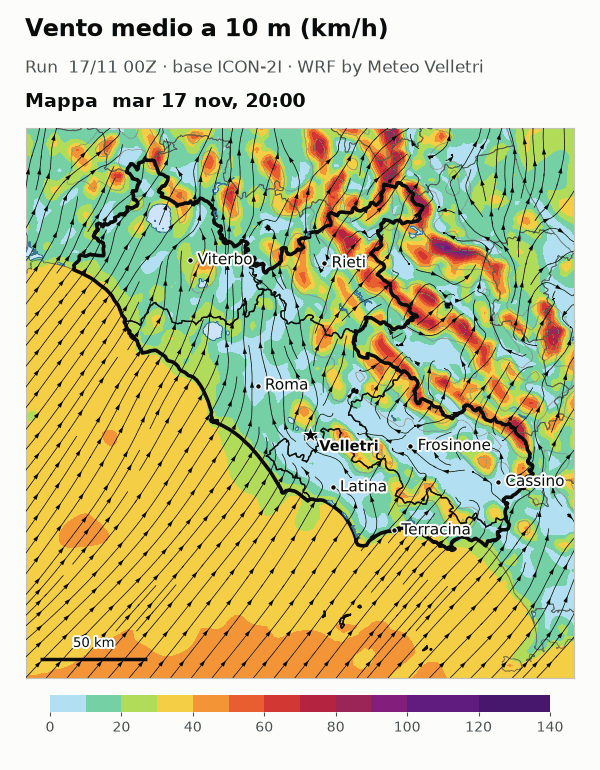 Vento medio a 10 m (km/h)
Run  17/11 00Z · base ICON-2I · WRF by Meteo Velletri
Mappa  mar 17 nov, 20:00
Viterbo
Rieti
Roma
Velletri
Frosinone
Latina
Cassino
Terracina
50 km
0 20 40 60 80 100 120 140